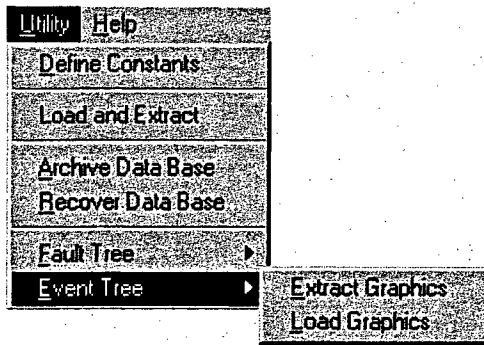 Utility Help
Define Constants
Load and Extract
Archive Data Base
Recover Data Base
Fault Tree
Event Tree
Extract Graphics
Load Graphics